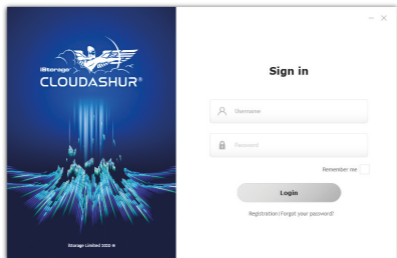 iStorage®
CLOUDASHUR®
iStorage Limited 2023 ©
Sign in
Username
Password
Remember me
Login
Registration | Forgot your password?